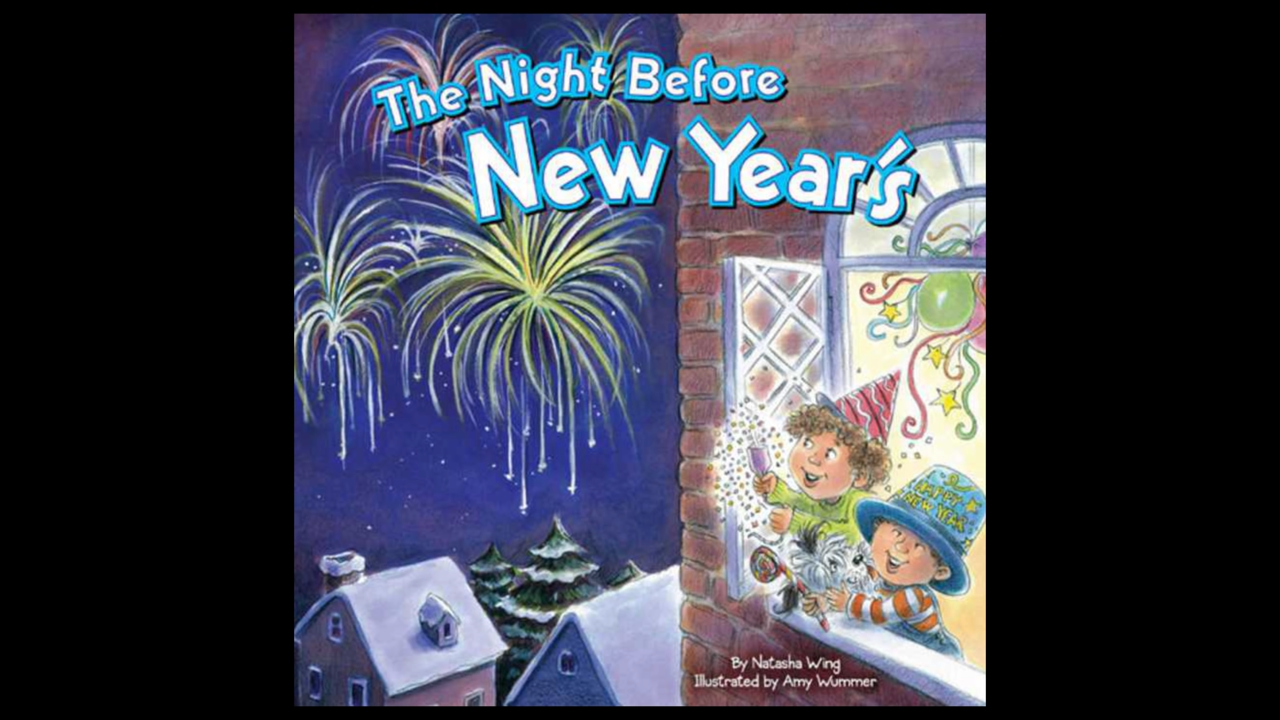 The Night Before
New Year's
HAPPY
NEW YEAR
By Natasha Wing
Illustrated by Amy Wummer